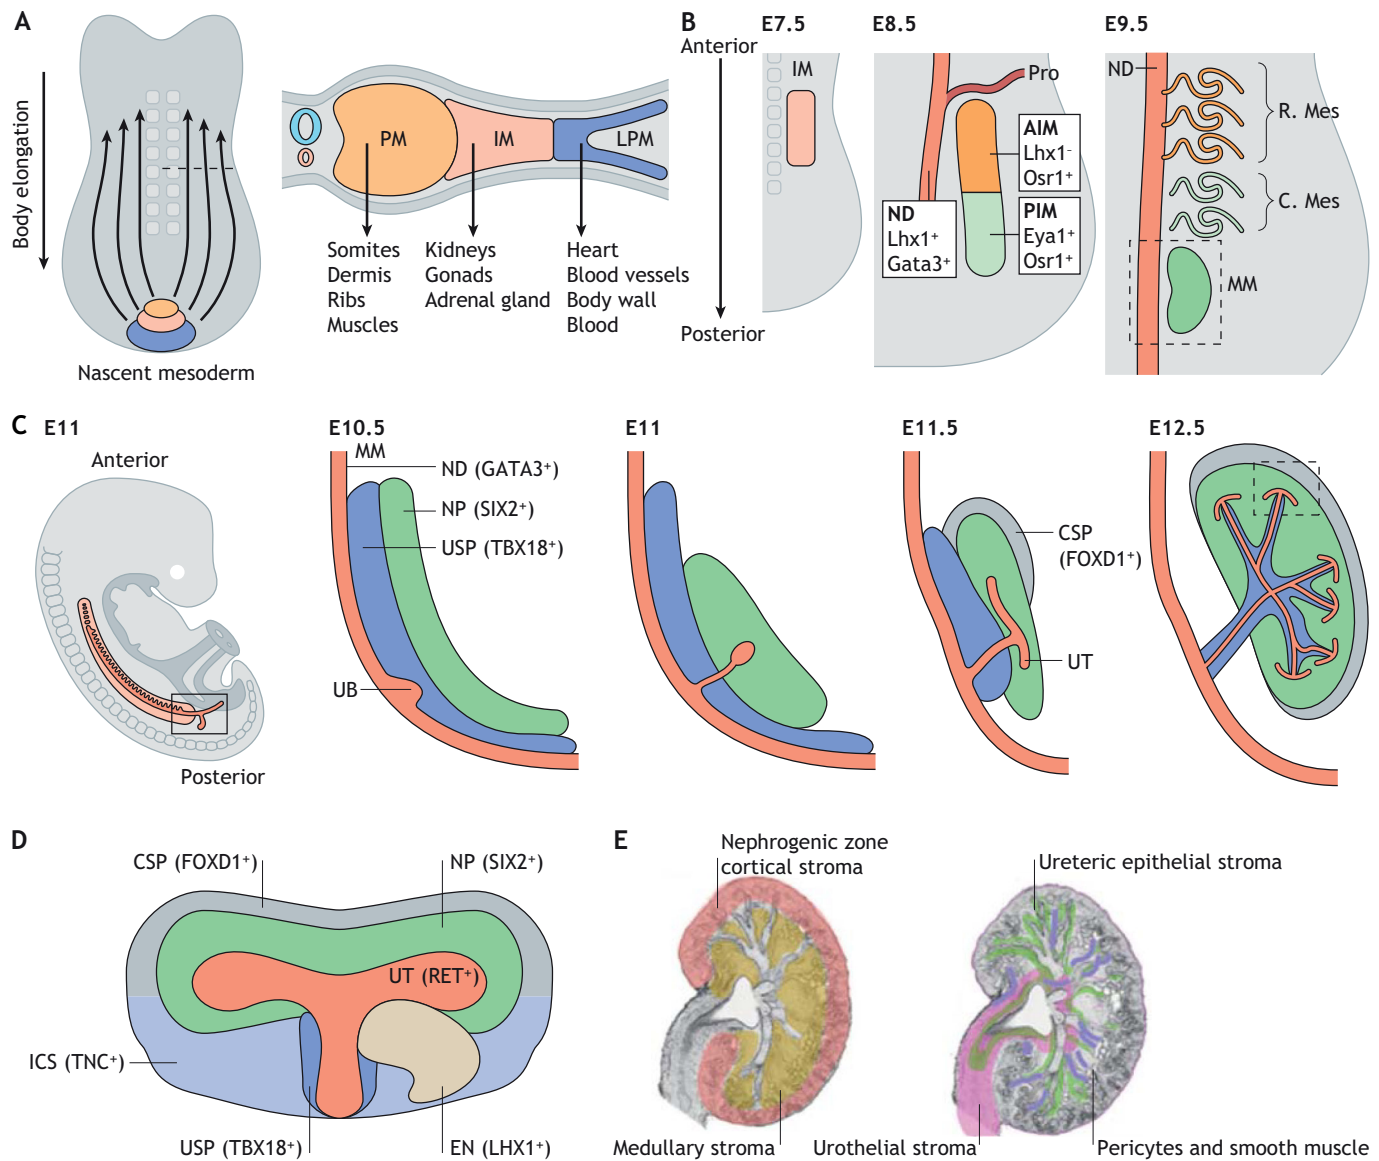 A
Body elongation
Nascent mesoderm
PM
IM
LPM
Somites
Dermis
Ribs
Muscles
Kidneys
Gonads
Adrenal gland
Heart
Blood vessels
Body wall
Blood
B
Anterior
Posterior
E7.5
IM
E8.5
Pro
AIM
Lhx1⁻
Osr1⁺
ND
Lhx1⁺
Gata3⁺
PIM
Eya1⁺
Osr1⁺
E9.5
ND
R. Mes
C. Mes
MM
C
E11
Anterior
Posterior
E10.5
MM
ND (GATA3⁺)
NP (SIX2⁺)
USP (TBX18⁺)
UB
E11
E11.5
CSP
(FOXD1⁺)
UT
E12.5
D
CSP (FOXD1⁺)
NP (SIX2⁺)
UT (RET⁺)
ICS (TNC⁺)
USP (TBX18⁺)
EN (LHX1⁺)
E
Nephrogenic zone
cortical stroma
Medullary stroma
Ureteric epithelial stroma
Urothelial stroma
Pericytes and smooth muscle